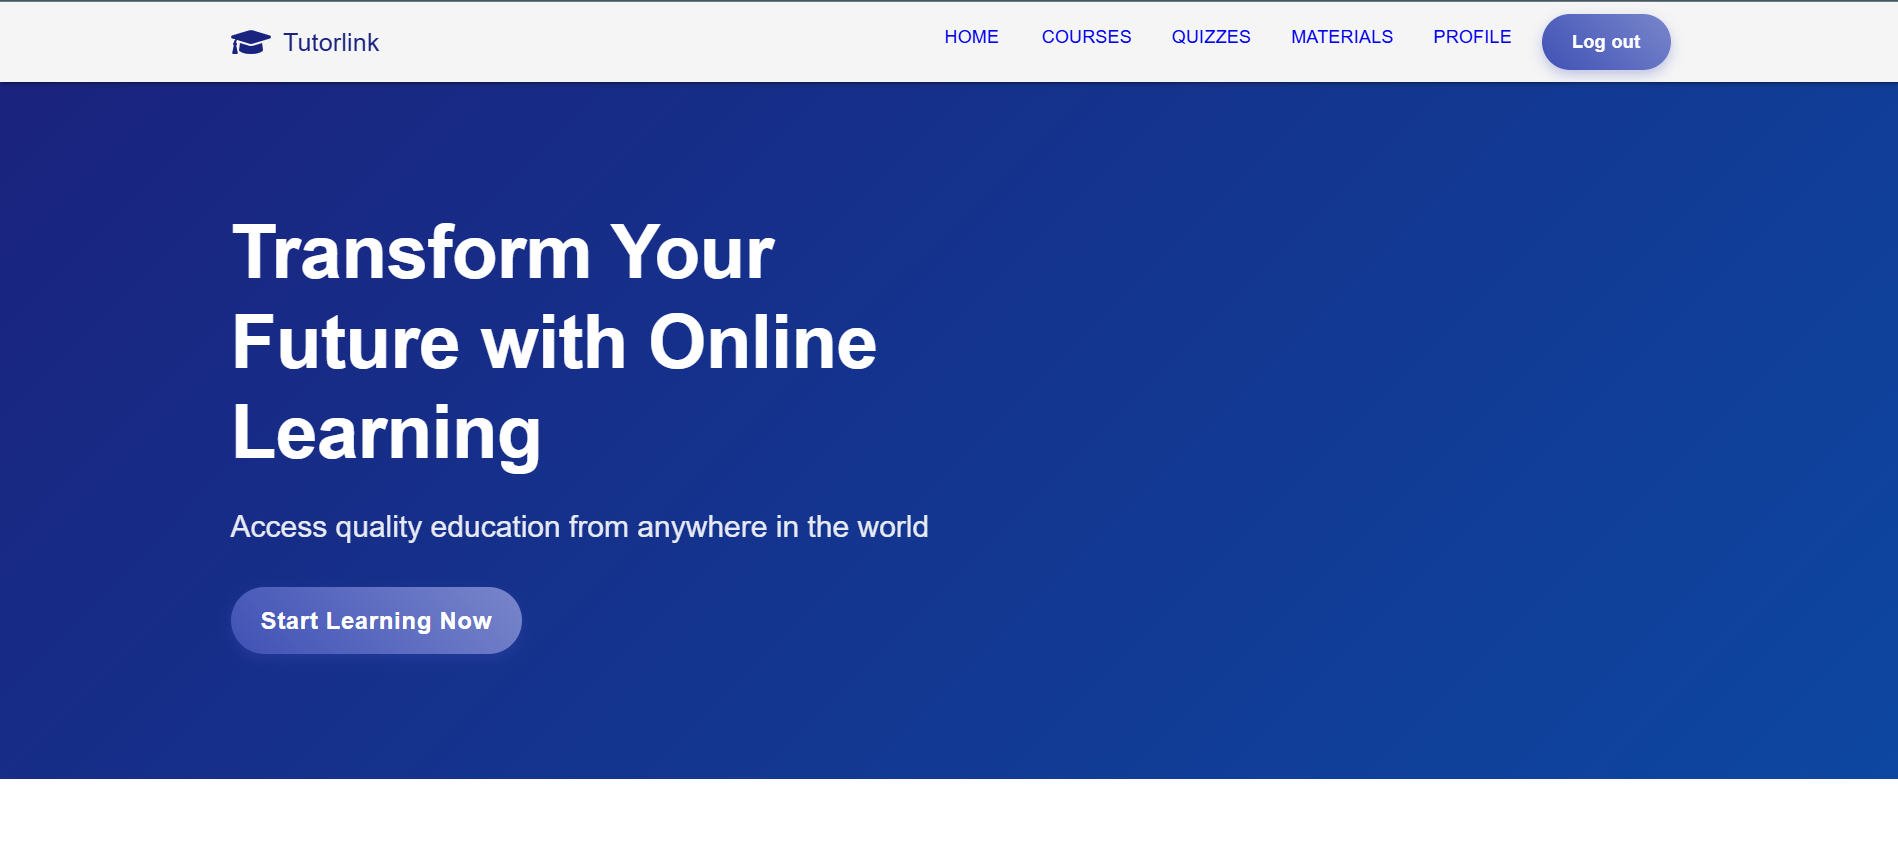 Tutorlink
HOME COURSES QUIZZES MATERIALS PROFILE Log out
Transform Your
Future with Online
Learning
Access quality education from anywhere in the world
Start Learning Now